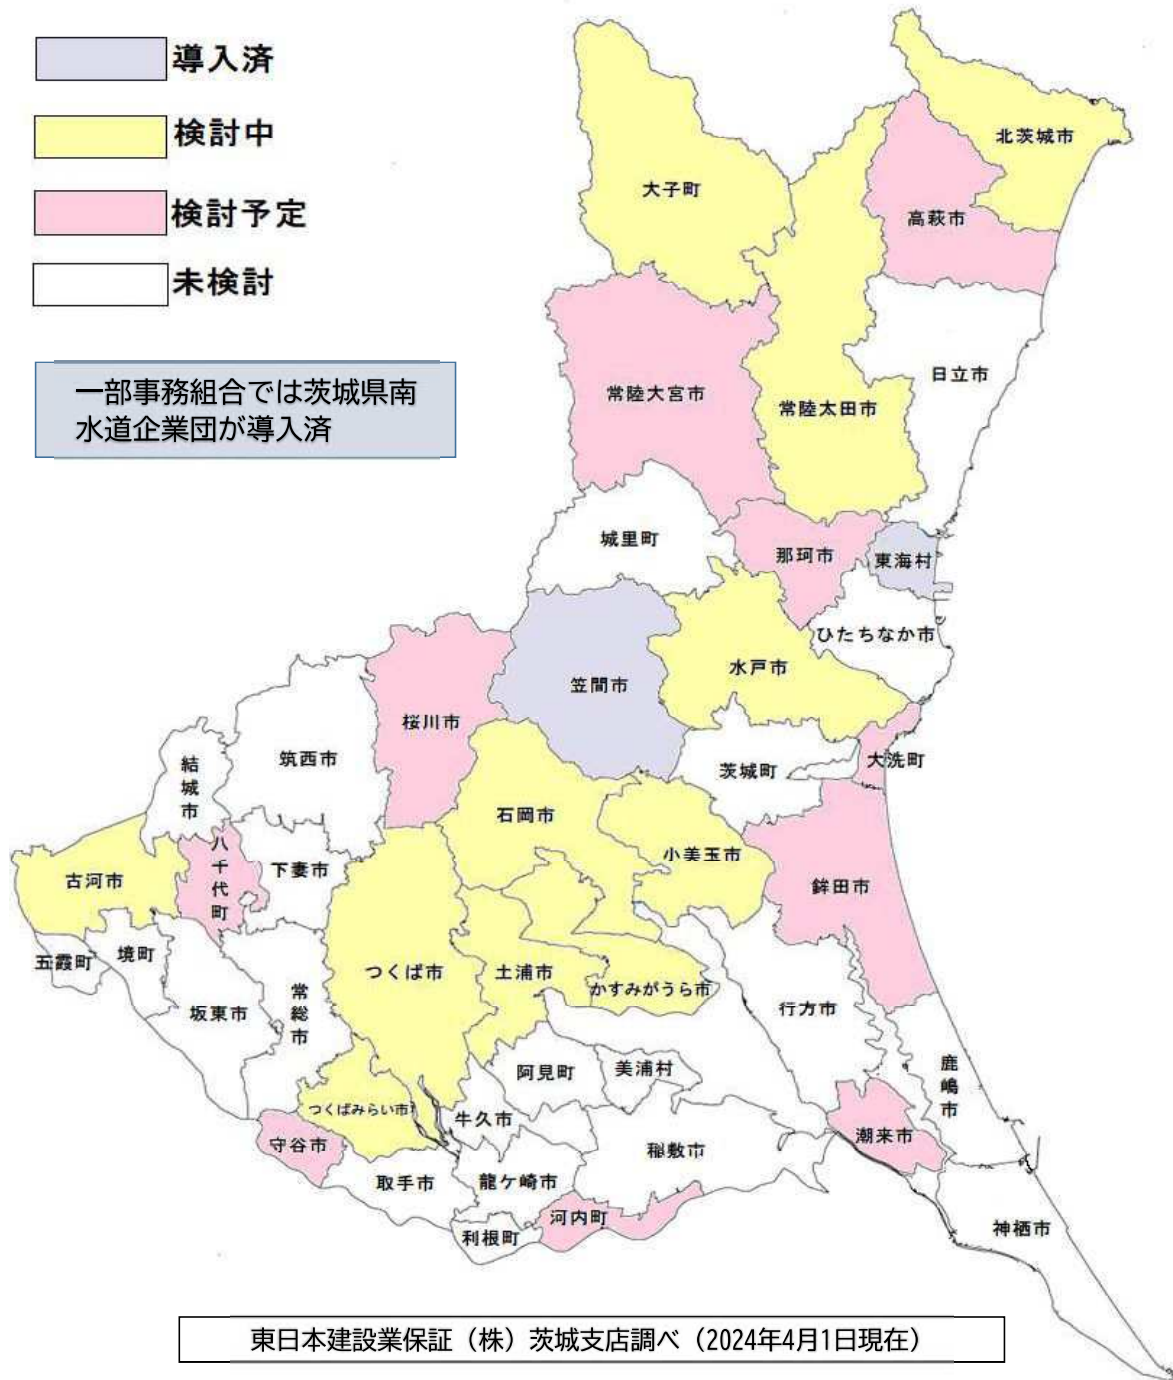 導入済
検討中
検討予定
未検討
一部事務組合では茨城県南
水道企業団が導入済
北茨城市
大子町
高萩市
日立市
常陸大宮市
常陸太田市
城里町
那珂市
東海村
ひたちなか市
水戸市
笠間市
桜川市
大洗町
筑西市
茨城町
結城市
石岡市
小美玉市
八千代町
下妻市
古河市
鉾田市
五霞町
境町
つくば市
土浦市
かすみがうら市
坂東市
常総市
行方市
阿見町
美浦村
鹿嶋市
つくばみらい市
牛久市
潮来市
守谷市
稲敷市
取手市
龍ケ崎市
河内町
利根町
神栖市
東日本建設業保証（株）茨城支店調べ（2024年4月1日現在）